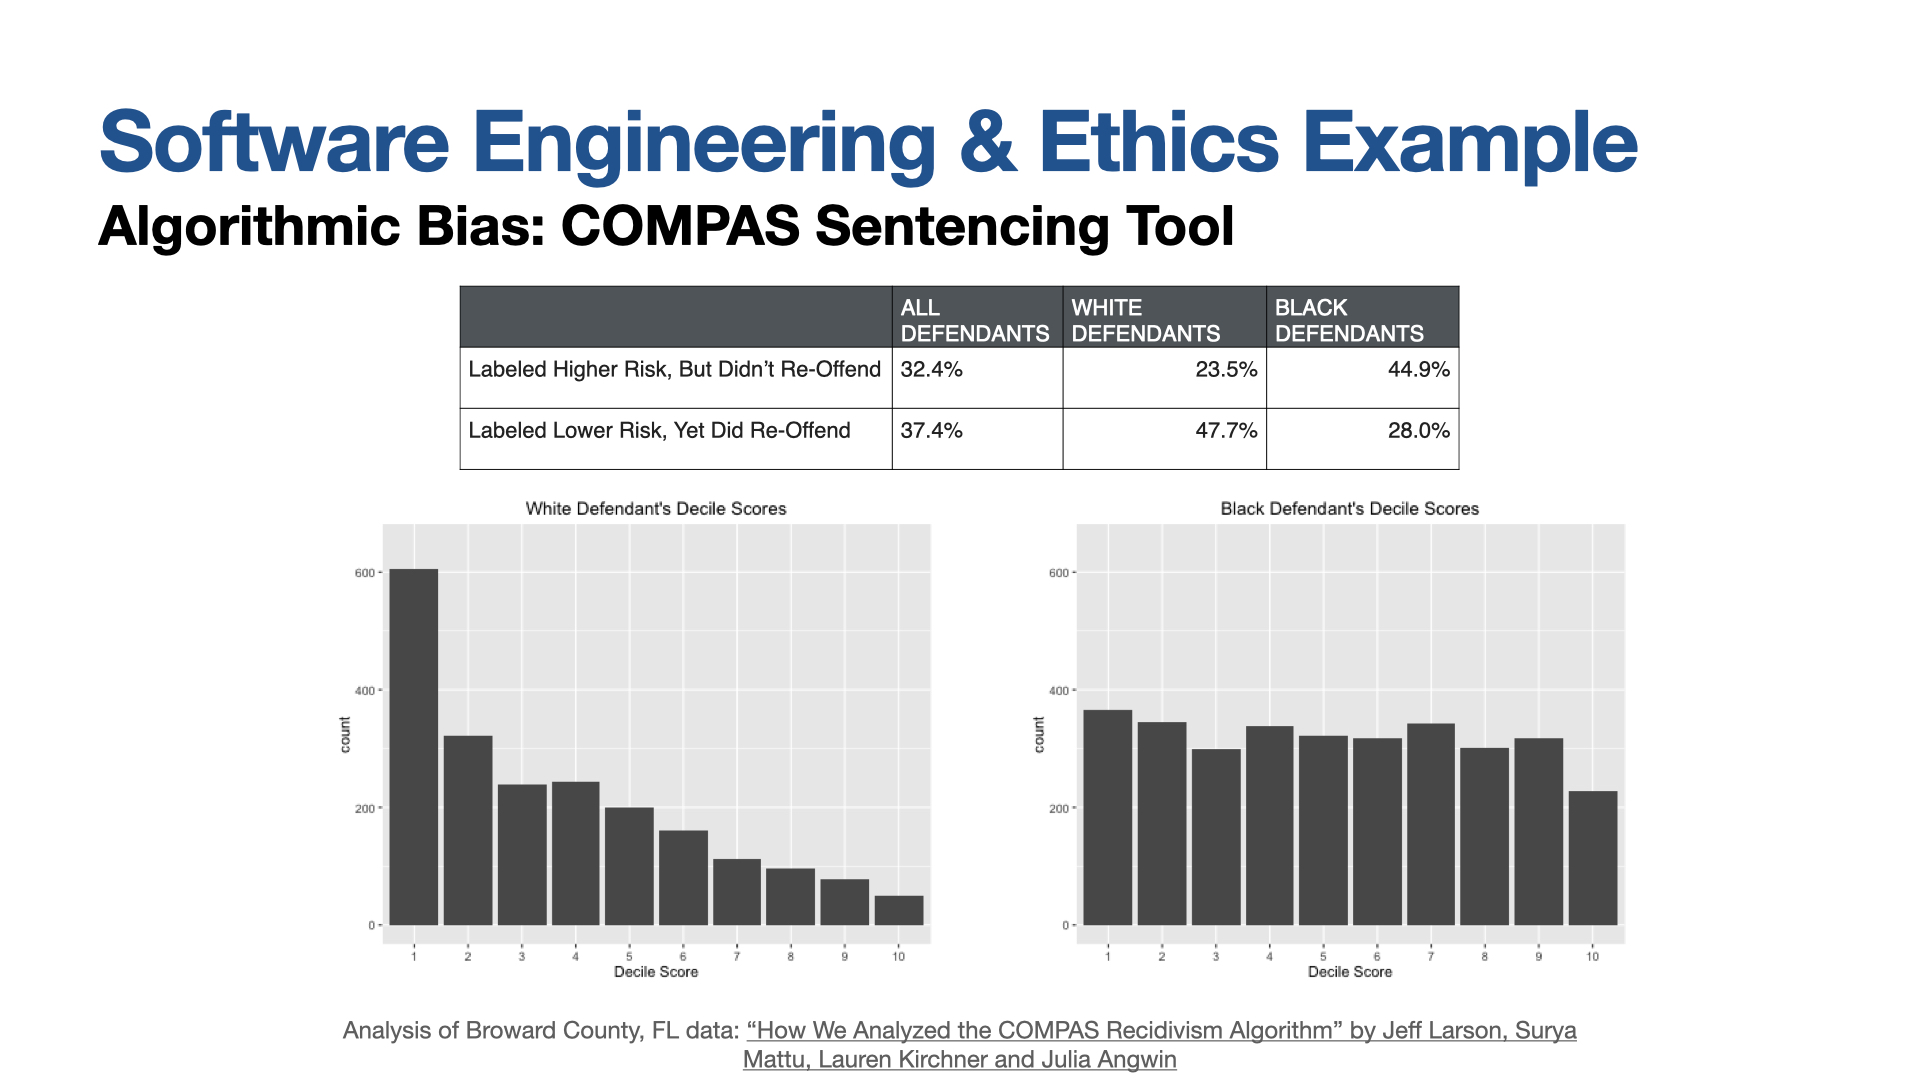 Software Engineering & Ethics Example
Algorithmic Bias: COMPAS Sentencing Tool
ALL DEFENDANTS
WHITE DEFENDANTS
BLACK DEFENDANTS
Labeled Higher Risk, But Didn’t Re-Offend 32.4% 23.5% 44.9%
Labeled Lower Risk, Yet Did Re-Offend 37.4% 47.7% 28.0%
White Defendant's Decile Scores
count
600
400
200
0
1 2 3 4 5 6 7 8 9 10
Decile Score
Black Defendant's Decile Scores
count
600
400
200
0
1 2 3 4 5 6 7 8 9 10
Decile Score
Analysis of Broward County, FL data: “How We Analyzed the COMPAS Recidivism Algorithm” by Jeff Larson, Surya
Mattu, Lauren Kirchner and Julia Angwin